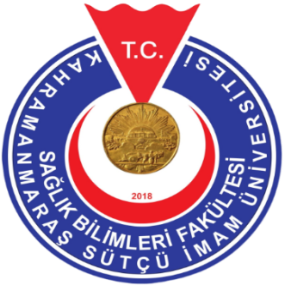 T.C.
KAHRAMANMARAŞ SÜTÇÜ İMAM ÜNİVERSİTESİ
SAĞLIK BİLİMLERİ FAKÜLTESİ
2018